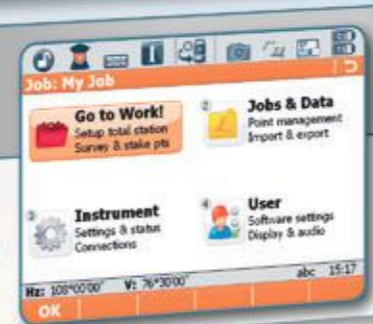 Job: My Job
Go to Work!
Setup total station
Survey & stake pts
2
Jobs & Data
Point management
Import & export
3
Instrument
Settings & status
Connections
4
User
Software settings
Display & audio
abc 15:17
Hz: 108°00'00" V: 76°30'00"
OK